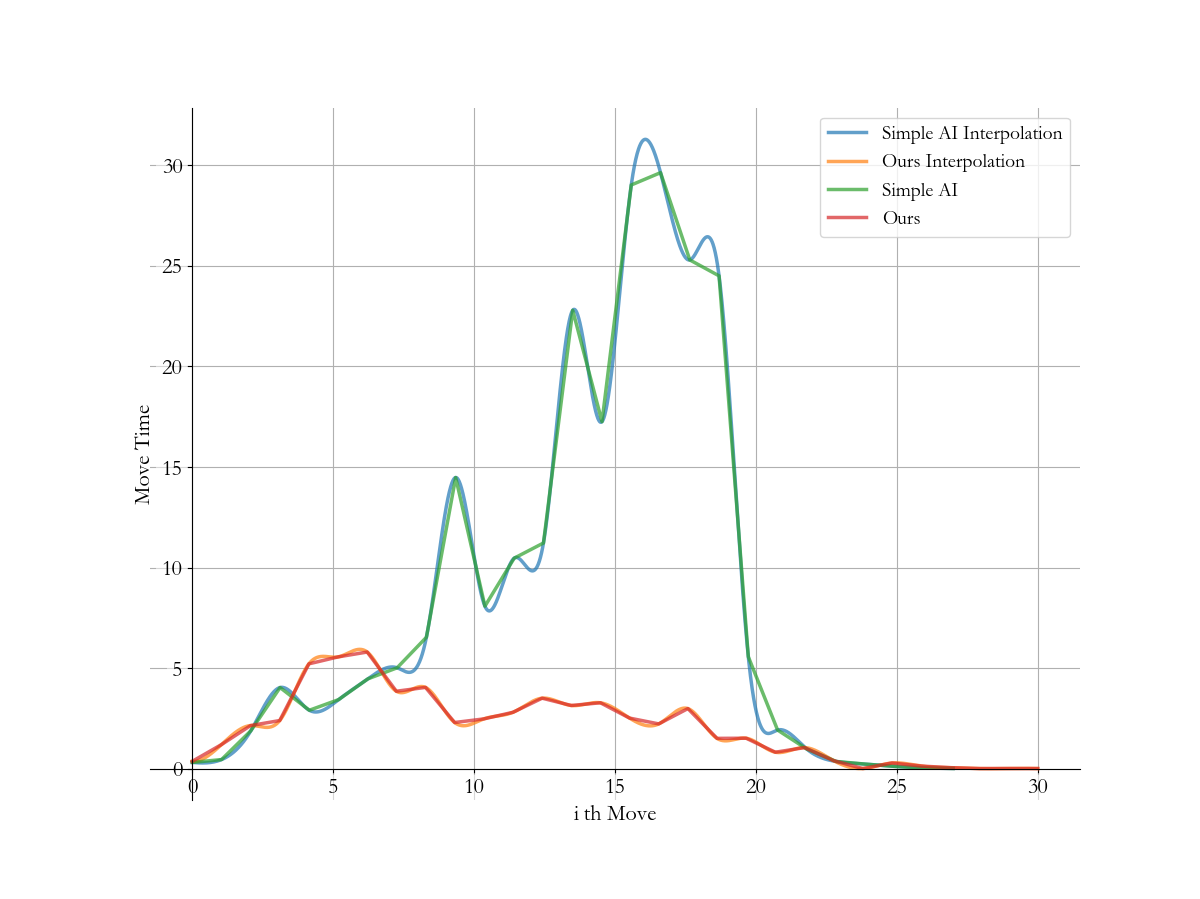 Simple AI Interpolation
Ours Interpolation
Simple AI
Ours
30
25
20
15
10
5
0
Move Time
0 5 10 15 20 25 30
i th Move